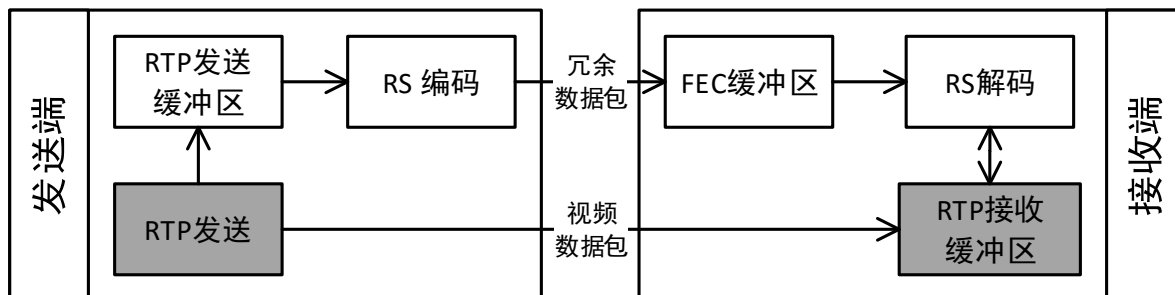 发送端
RTP发送
缓冲区
RS 编码
冗余
数据包
FEC缓冲区
RS解码
接收端
RTP发送
视频
数据包
RTP接收
缓冲区